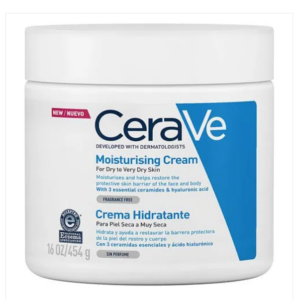 NEW / NUEVO
CeraVe
DEVELOPED WITH DERMATOLOGISTS
Moisturising Cream
For Dry to Very Dry Skin
Moisturises and helps restore the
protective skin barrier of the face and body
With 3 essential ceramides & hyaluronic acid
FRAGRANCE FREE
Crema Hidratante
Para Piel Seca a Muy Seca
Hidrata y ayuda a restaurar la barrera protectora
de la piel del rostro y cuerpo
Con 3 ceramidas esenciales y ácido hialurónico
SIN PERFUME
Eczema
16 OZ/454 g